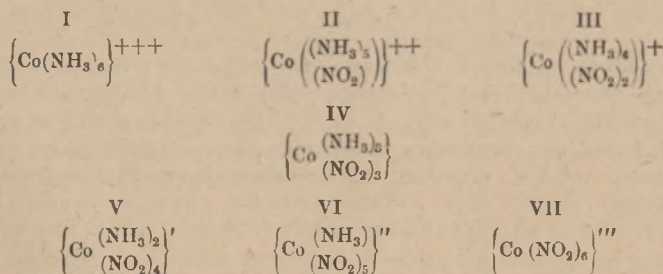 I II III
{Co(NH₃)₆}+++ {Co((NH₃)₅ (NO₂))}++ {Co((NH₃)₄ (NO₂)₂)}+
IV
{Co (NH₃)₃ (NO₂)₃}
V VI VII
{Co (NH₃)₂ (NO₂)₄}′ {Co (NH₃) (NO₂)₅}″ {Co (NO₂)₆}‴